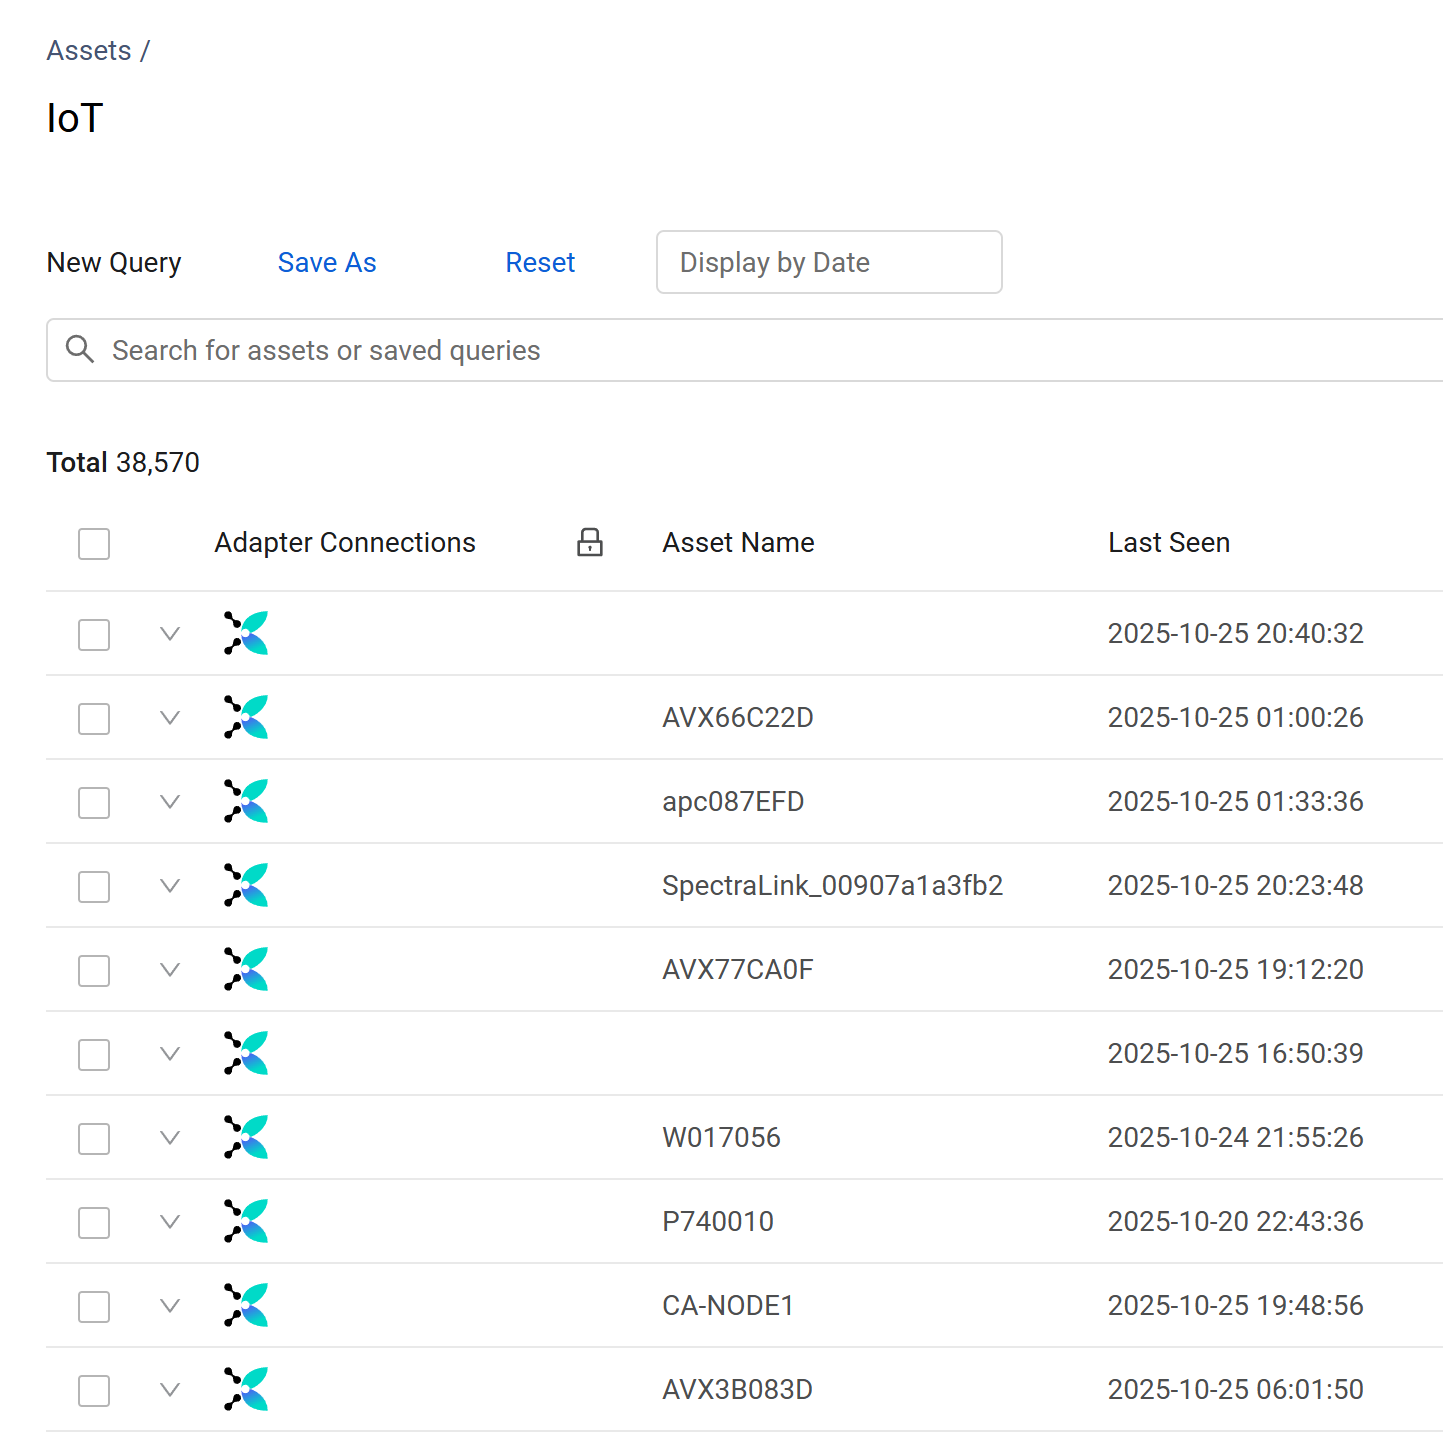 Assets /
IoT
New Query Save As Reset Display by Date
Search for assets or saved queries
Total 38,570
Adapter Connections Asset Name Last Seen
2025-10-25 20:40:32
AVX66C22D 2025-10-25 01:00:26
apc087EFD 2025-10-25 01:33:36
SpectraLink_00907a1a3fb2 2025-10-25 20:23:48
AVX77CA0F 2025-10-25 19:12:20
2025-10-25 16:50:39
W017056 2025-10-24 21:55:26
P740010 2025-10-20 22:43:36
CA-NODE1 2025-10-25 19:48:56
AVX3B083D 2025-10-25 06:01:50